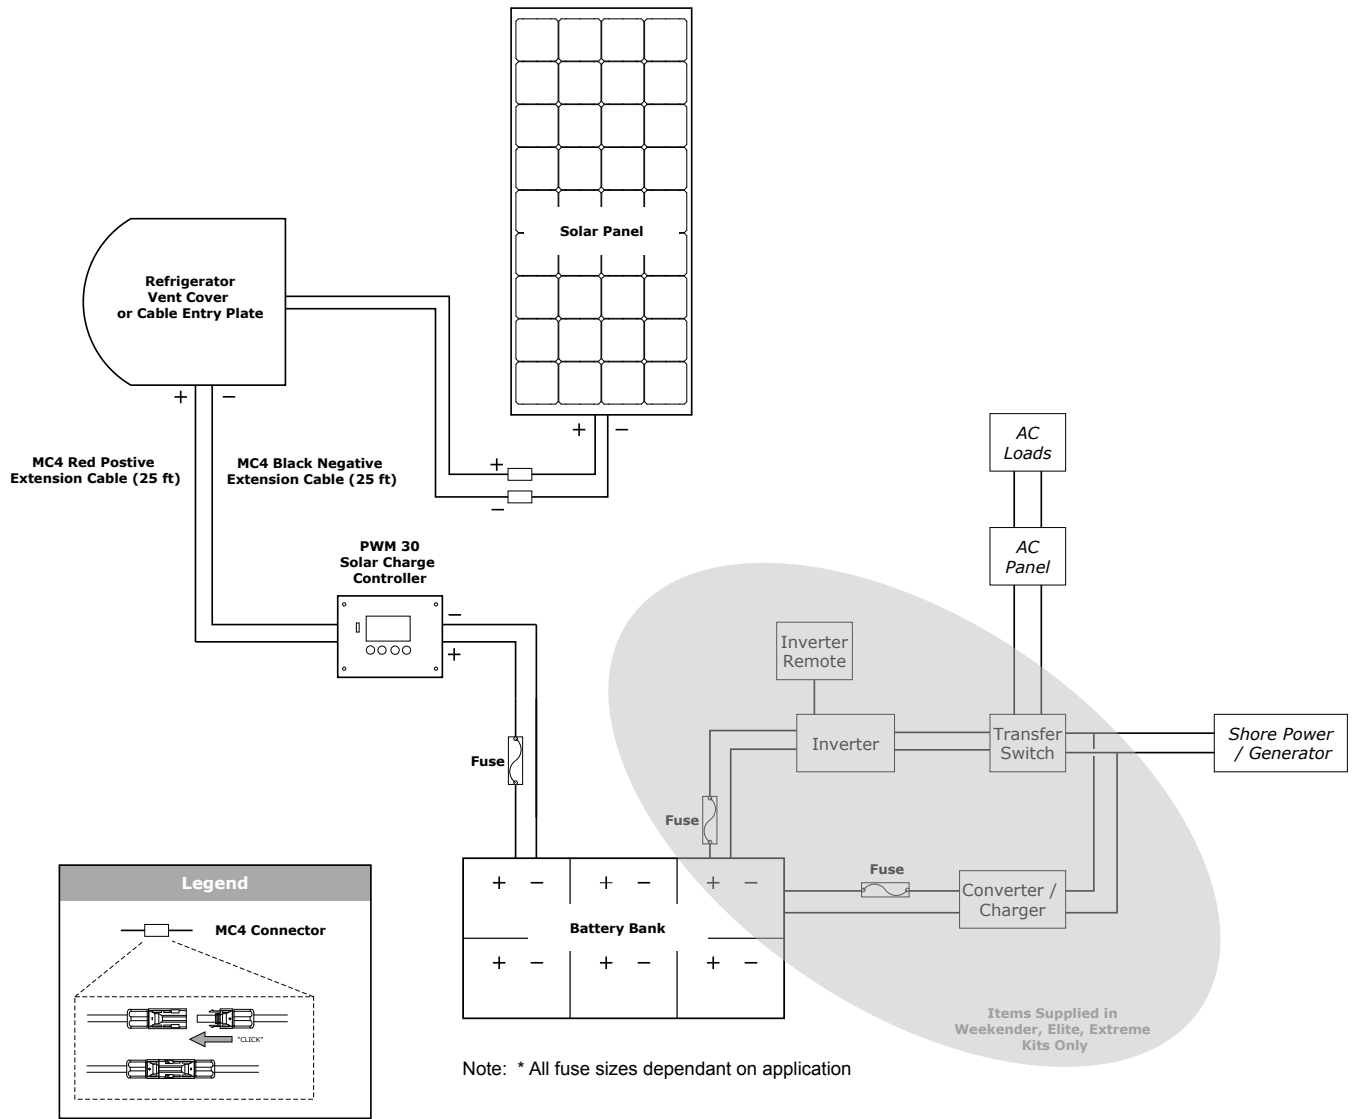 Solar Panel
Refrigerator
Vent Cover
or Cable Entry Plate
+ −
+ −
MC4 Red Postive
Extension Cable (25 ft)
MC4 Black Negative
Extension Cable (25 ft)
+
−
AC
Loads
AC
Panel
PWM 30
Solar Charge
Controller
−
+
Inverter
Remote
Inverter
Transfer
Switch
Shore Power
/ Generator
Fuse
Fuse
Fuse
Converter /
Charger
+ − + − + −
Battery Bank
+ − + − + −
Legend
MC4 Connector
"CLICK"
Items Supplied in
Weekender, Elite, Extreme
Kits Only
Note: * All fuse sizes dependant on application